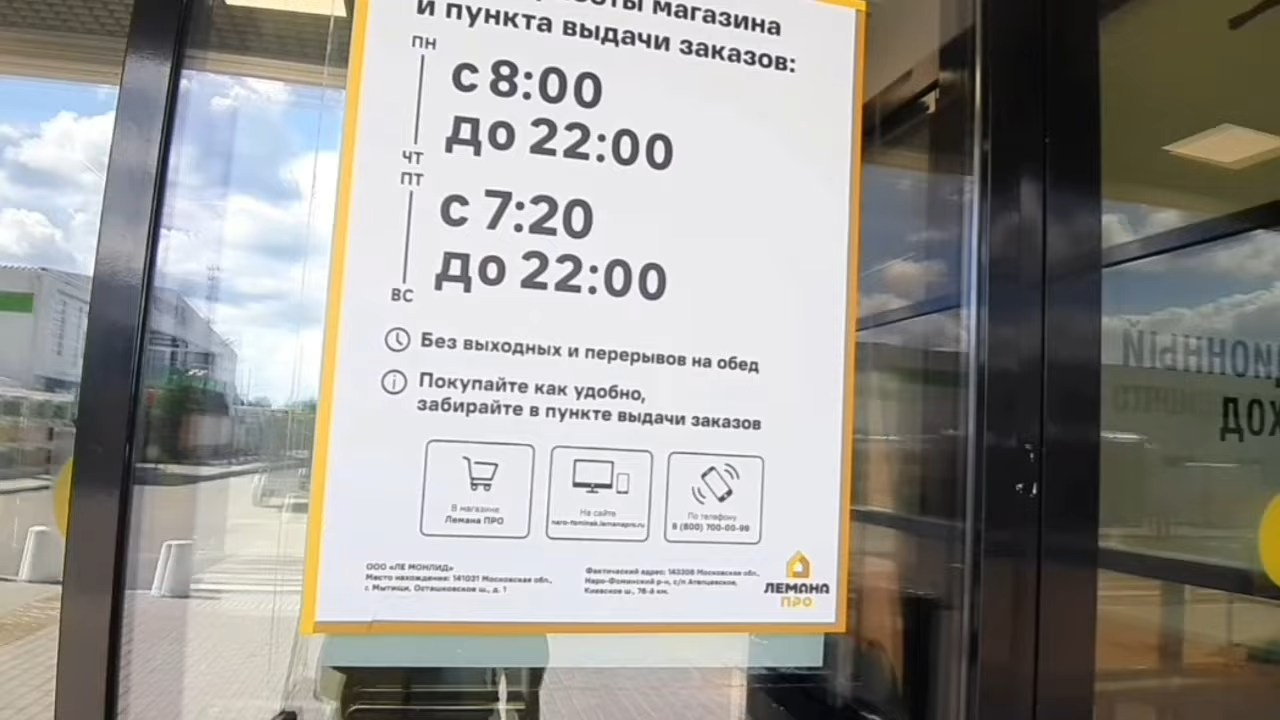 магазина
и пункта выдачи заказов:
ПН
с 8:00
до 22:00
ЧТ
ПТ
с 7:20
до 22:00
ВС
Без выходных и перерывов на обед
Покупайте как удобно,
забирайте в пункте выдачи заказов
В магазине
Лемана ПРО
На сайте
naro-fominsk.lemanapro.ru
По телефону
8 (800) 700-00-99
ООО «ЛЕ МОНЛИД»
Место нахождения: 141031 Московская обл.,
г. Мытищи, Осташковское ш., д. 1
Фактический адрес: 143306 Московская обл.,
Наро-Фоминский р-н, с/п Атепцевское,
Киевское ш., 76-й км.
ЛЕМАНА
ПРО